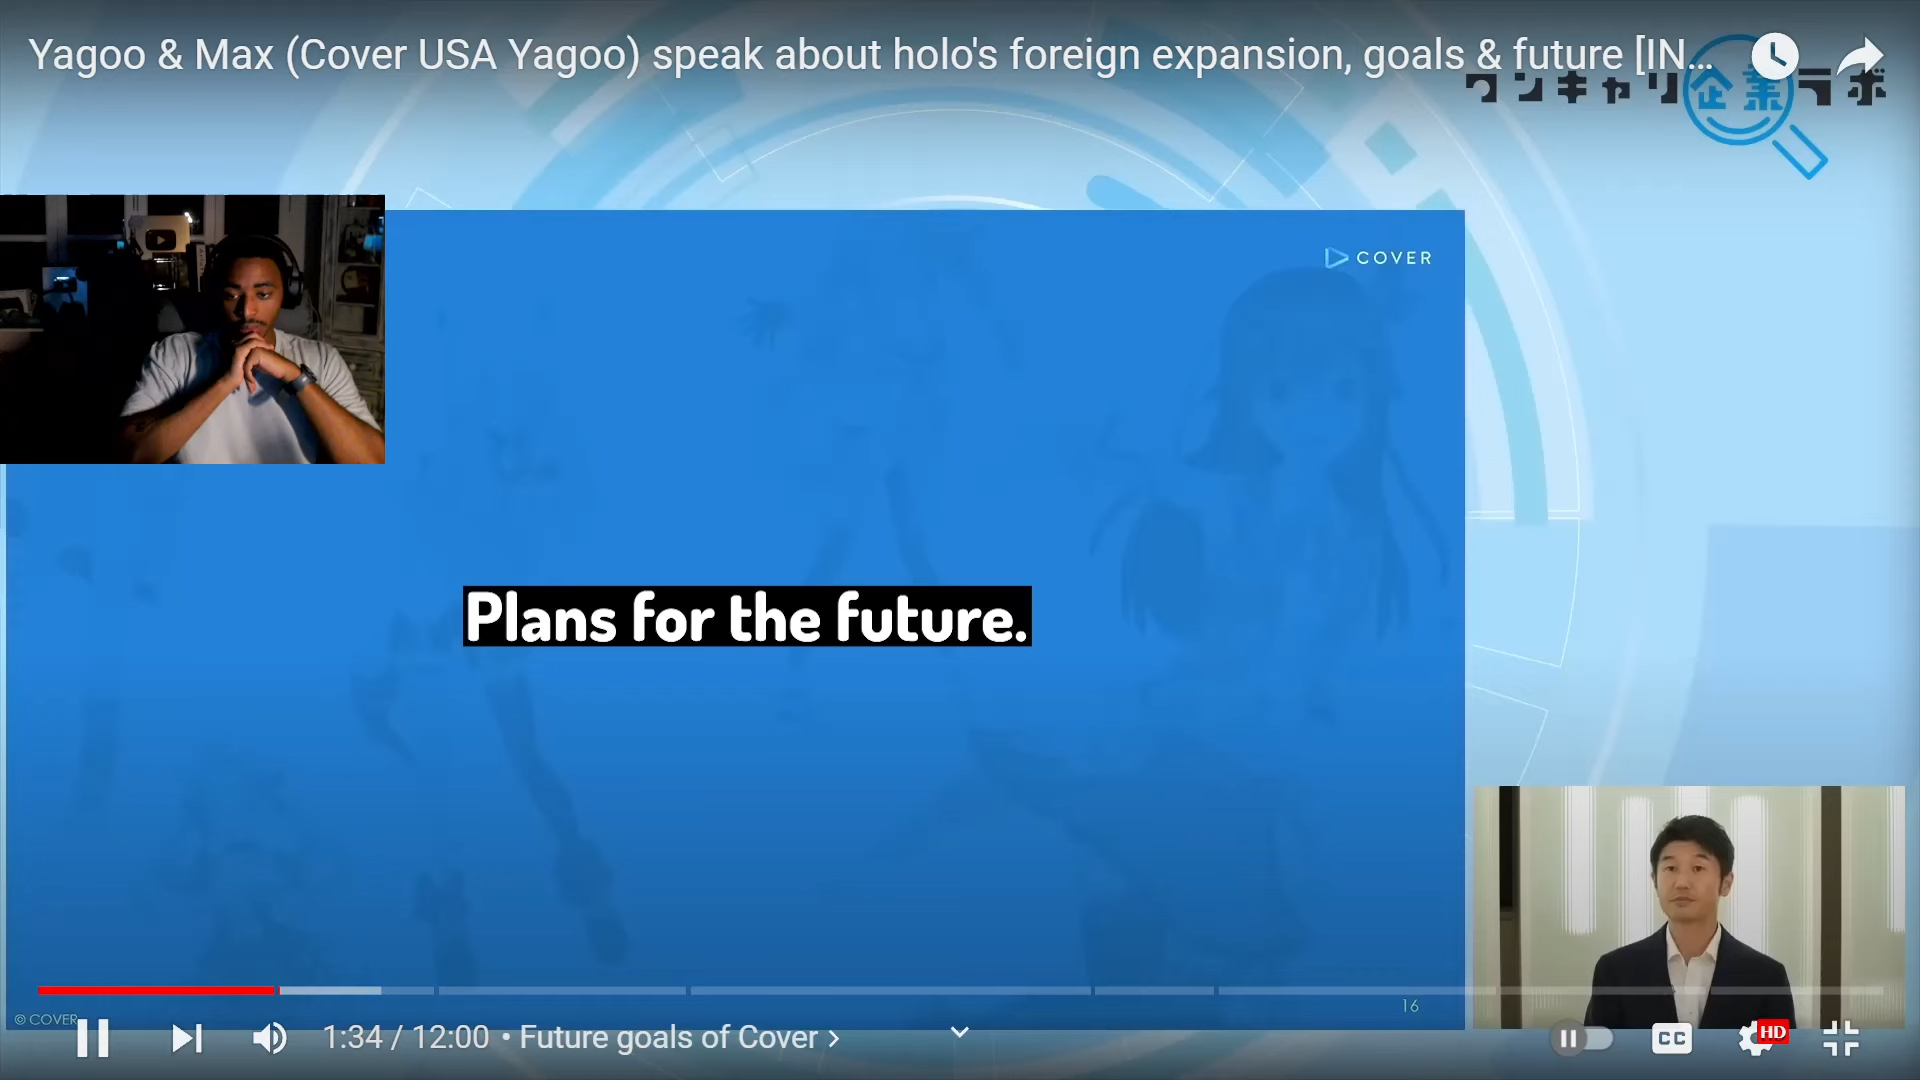 Yagoo & Max (Cover USA Yagoo) speak about holo's foreign expansion, goals & future [IN...
ワンキャリ企業ラボ
COVER
Plans for the future.
16
© COVER
1:34 / 12:00 • Future goals of Cover
CC
HD